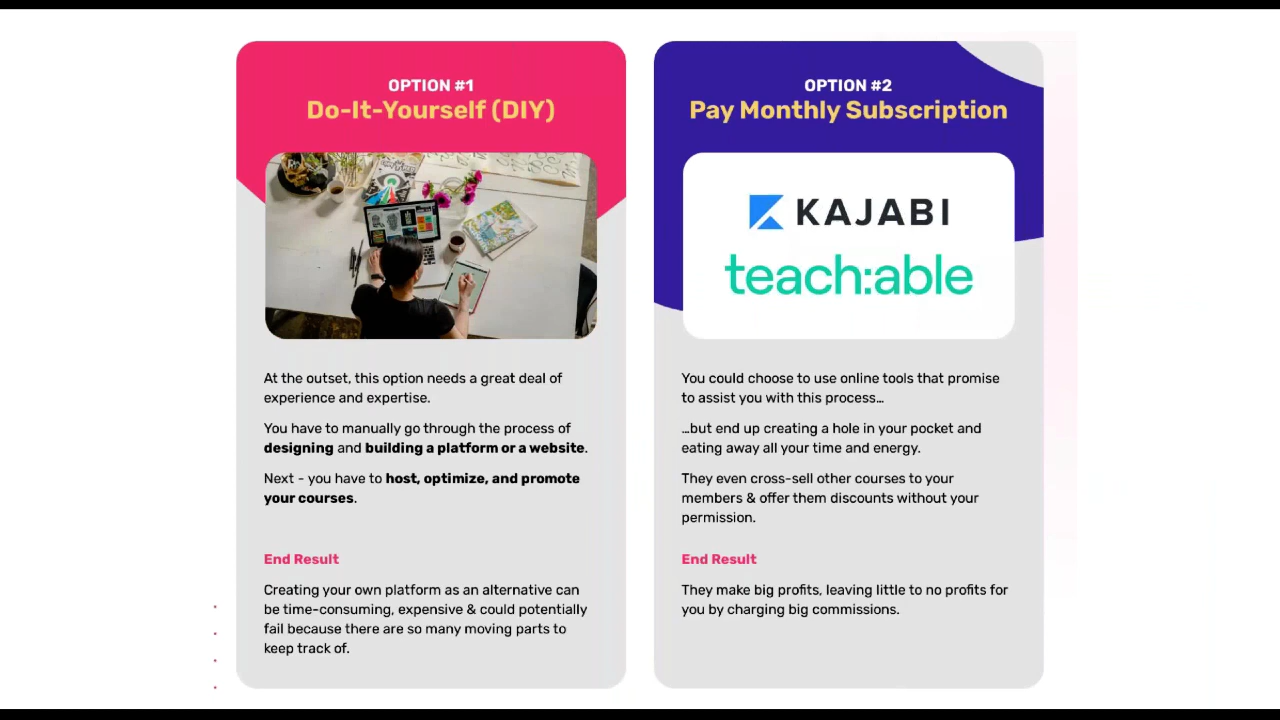 OPTION #1
Do-It-Yourself (DIY)
At the outset, this option needs a great deal of
experience and expertise.
You have to manually go through the process of
designing and building a platform or a website.
Next - you have to host, optimize, and promote
your courses.
End Result
Creating your own platform as an alternative can
be time-consuming, expensive & could potentially
fail because there are so many moving parts to
keep track of.
OPTION #2
Pay Monthly Subscription
KAJABI
teach:able
You could choose to use online tools that promise
to assist you with this process…
…but end up creating a hole in your pocket and
eating away all your time and energy.
They even cross-sell other courses to your
members & offer them discounts without your
permission.
End Result
They make big profits, leaving little to no profits for
you by charging big commissions.